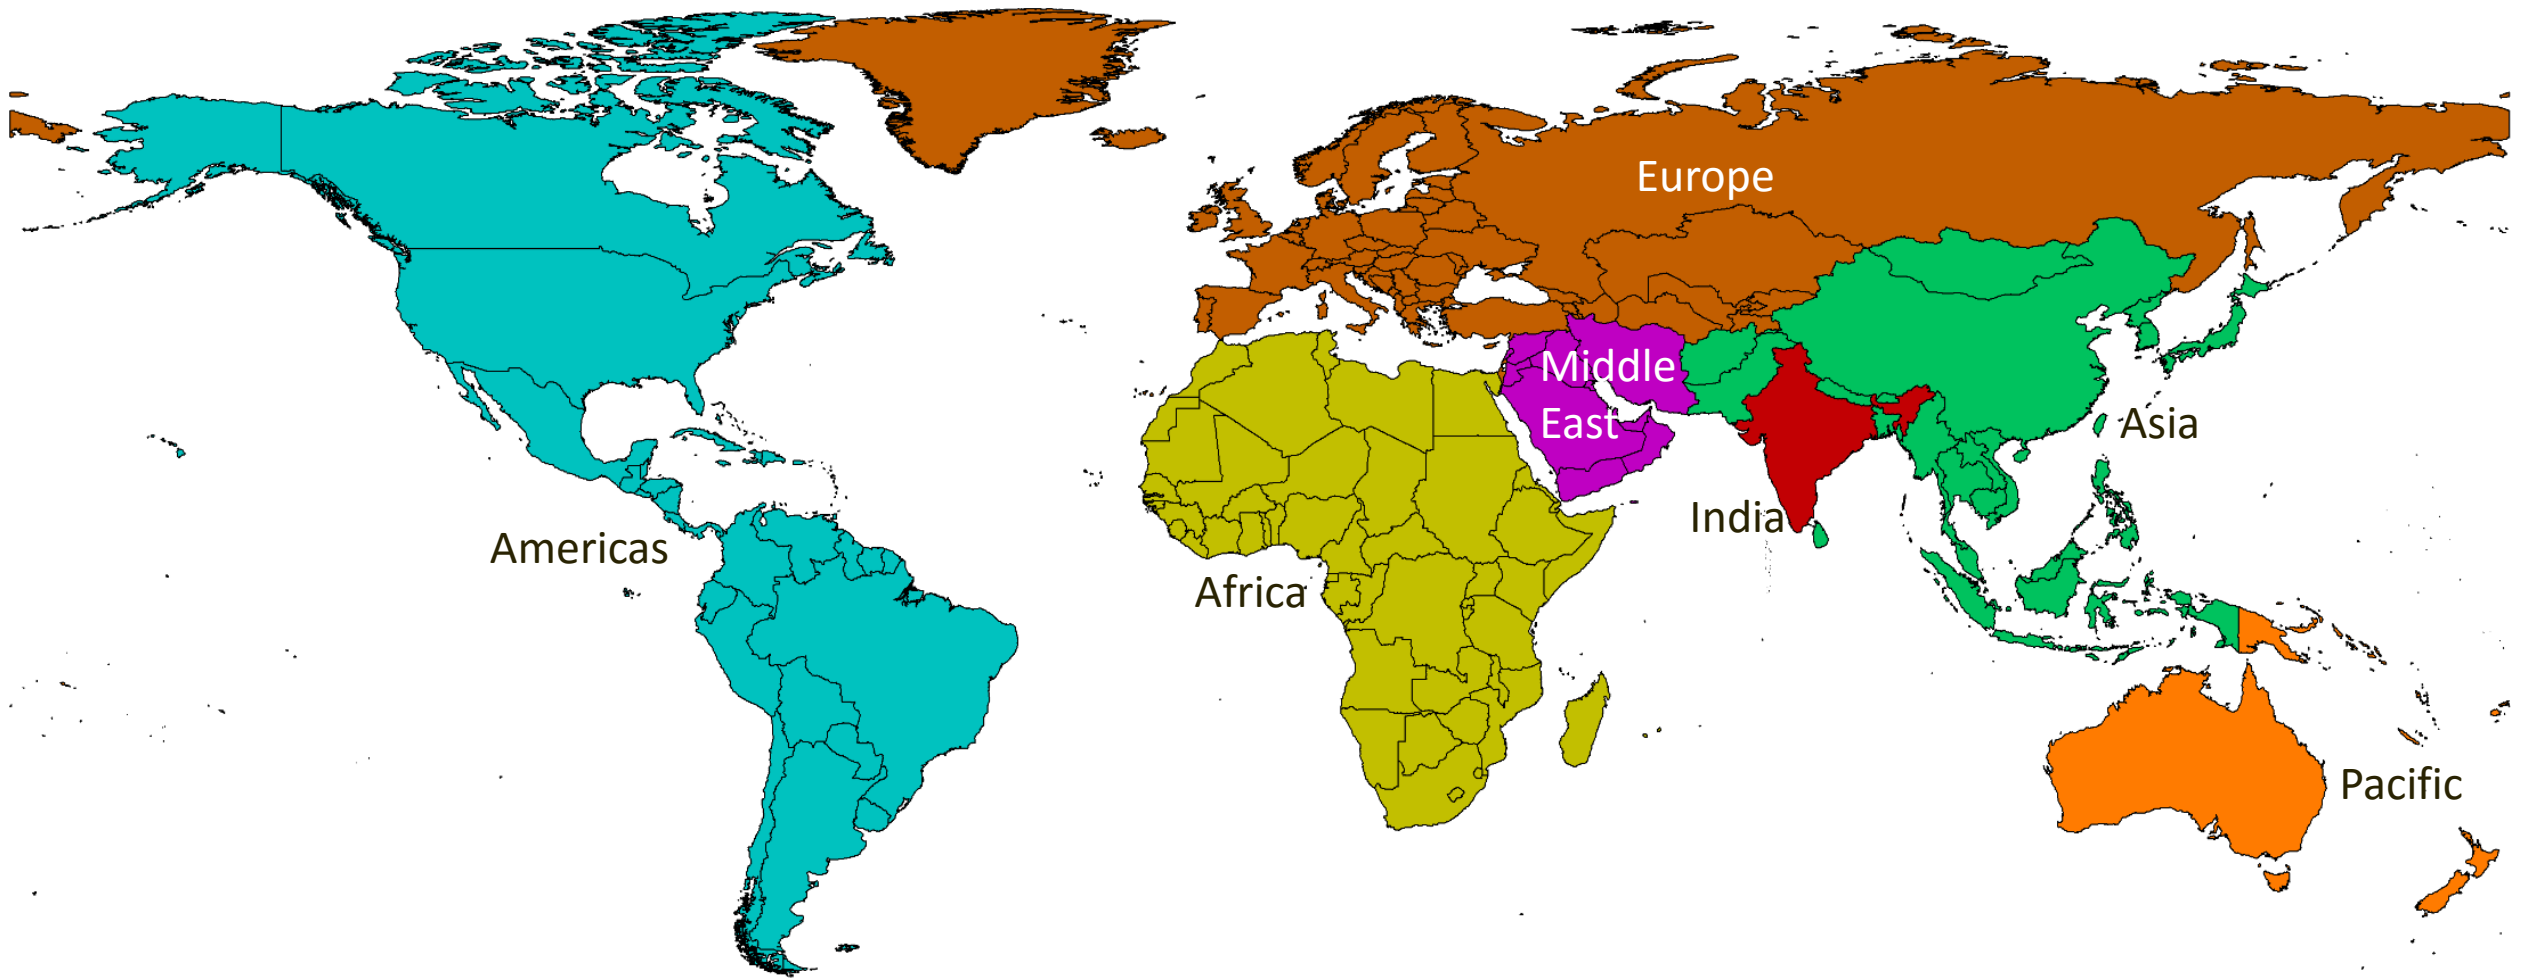 Europe
Middle
East
Asia
India
Americas
Africa
Pacific